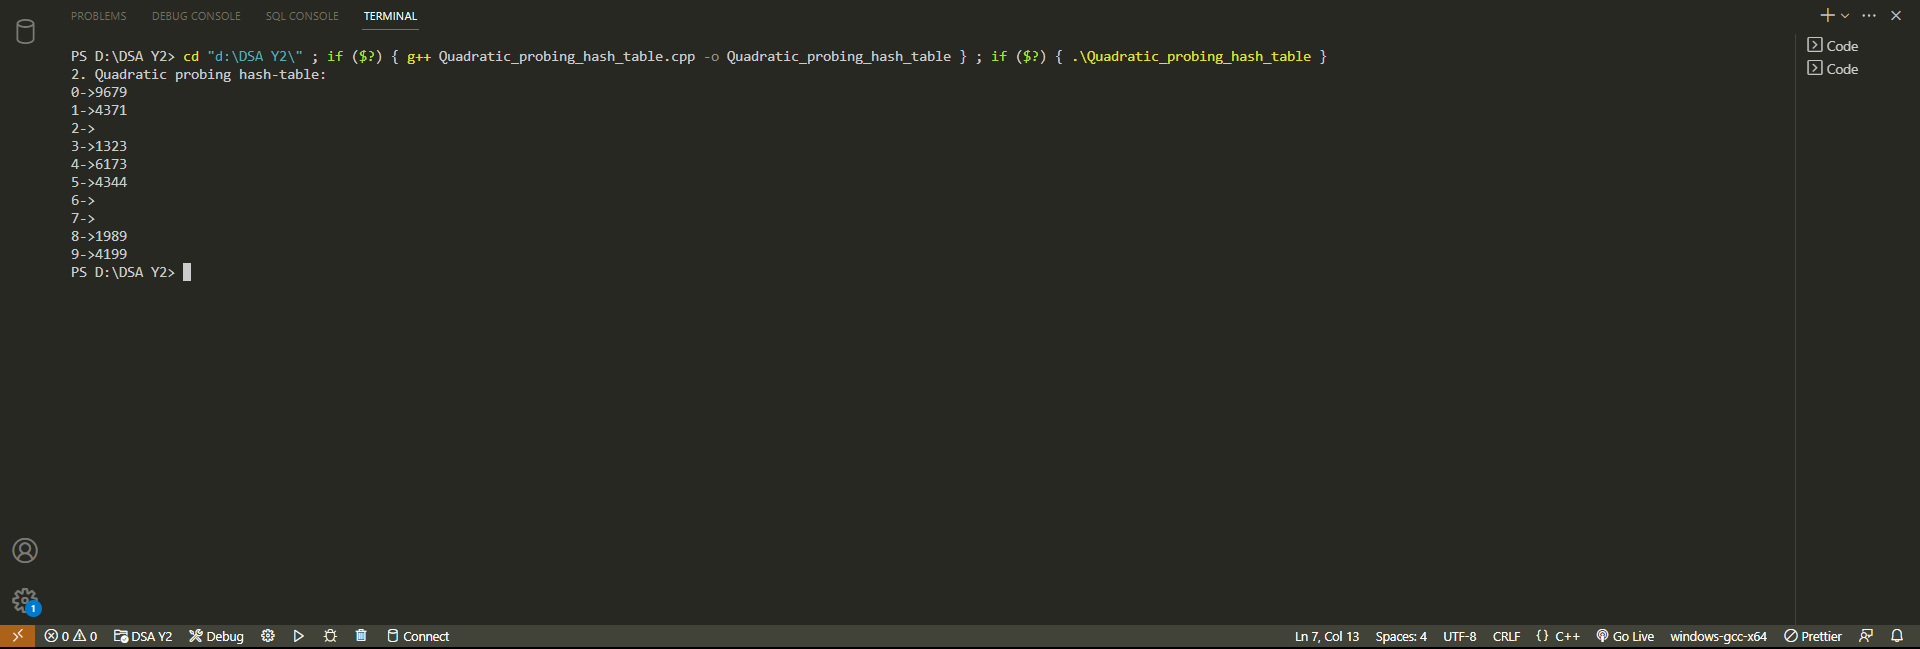 PROBLEMS DEBUG CONSOLE SQL CONSOLE TERMINAL
PS D:\DSA Y2> cd "d:\DSA Y2\" ; if ($?) { g++ Quadratic_probing_hash_table.cpp -o Quadratic_probing_hash_table } ; if ($?) { .\Quadratic_probing_hash_table }
2. Quadratic probing hash-table:
0->9679
1->4371
2->
3->1323
4->6173
5->4344
6->
7->
8->1989
9->4199
PS D:\DSA Y2>
Code
Code
1
0 0 DSA Y2 Debug Connect Ln 7, Col 13 Spaces: 4 UTF-8 CRLF {} C++ Go Live windows-gcc-x64 Prettier